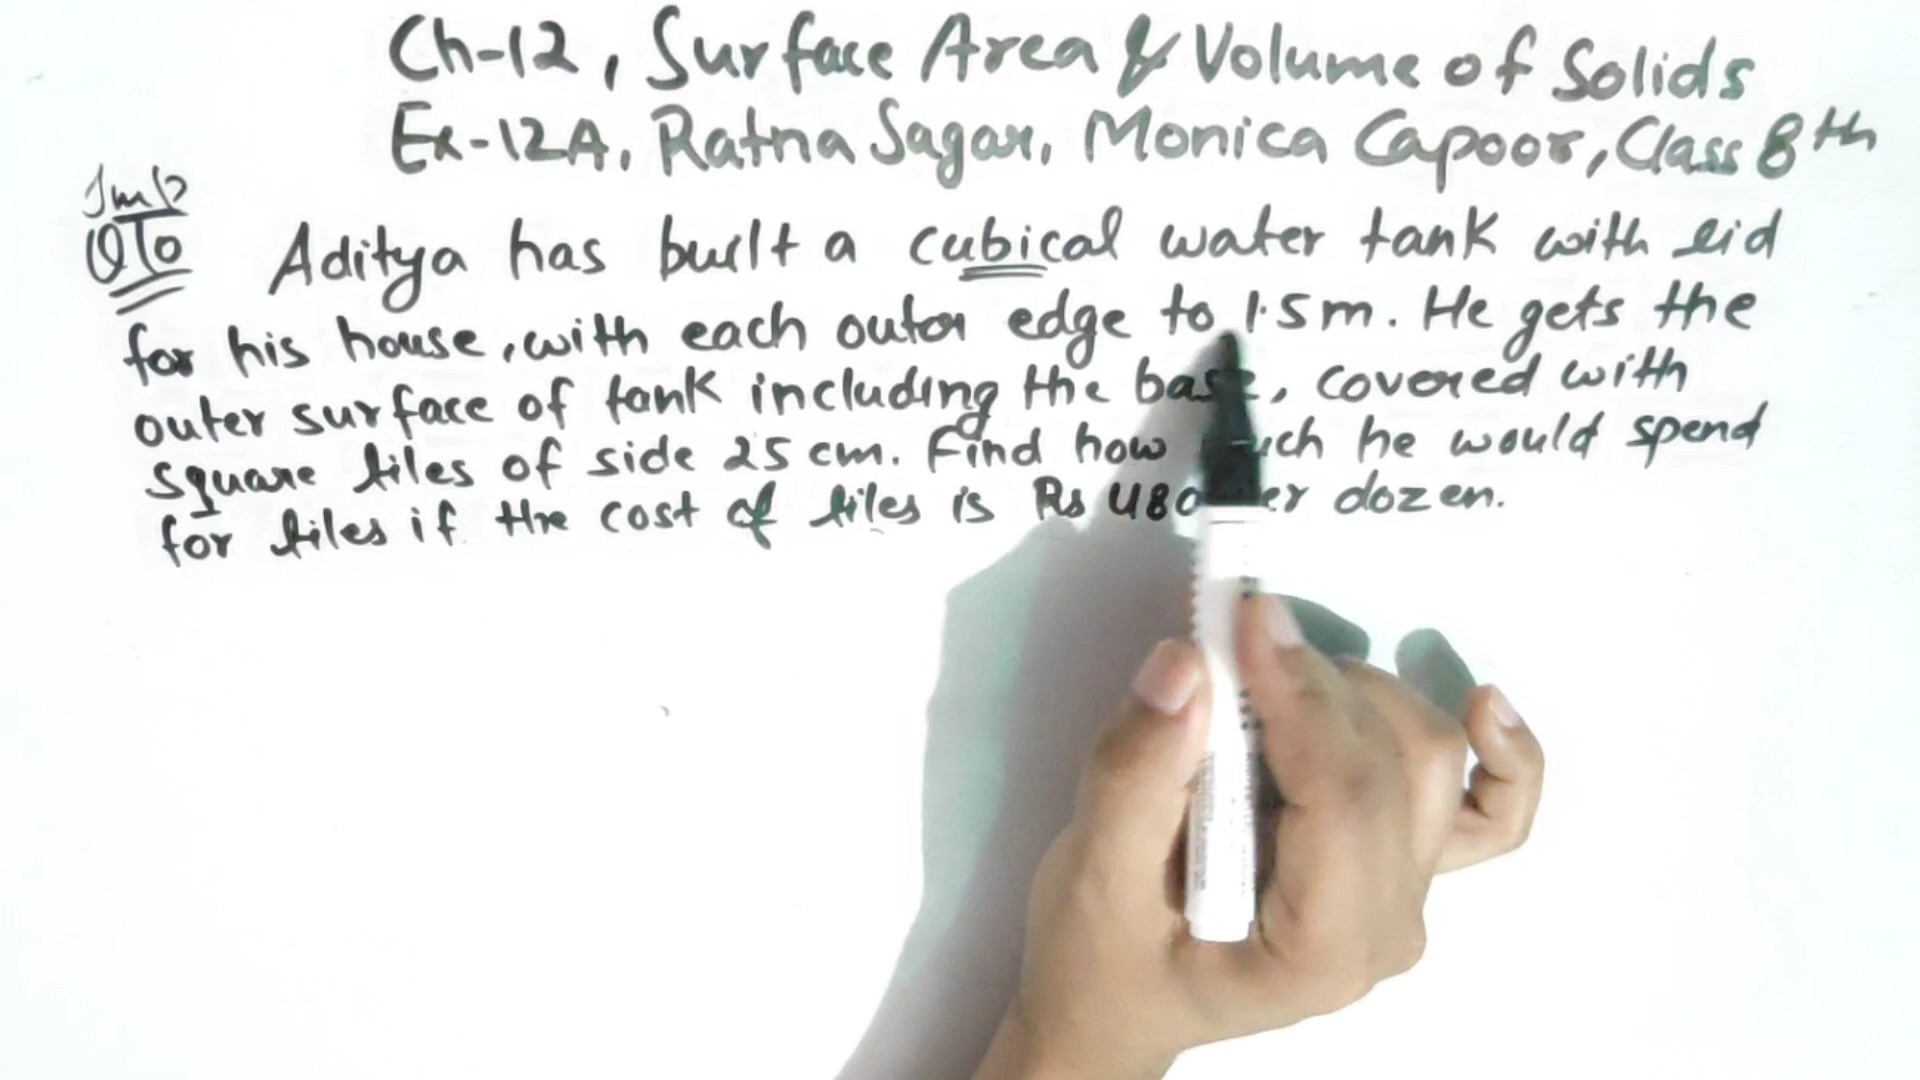 Ch-12, Surface Area & Volume of Solids
Ex-12A, Ratna Sagar, Monica Capoor, Class 8th
Imp
Q10 Aditya has built a cubical water tank with lid
for his house, with each outer edge to 1.5m. He gets the
outer surface of tank including the base, covered with
square tiles of side 25 cm. Find how he would spend
for tiles if the cost of tiles is Rs 480 dozen.